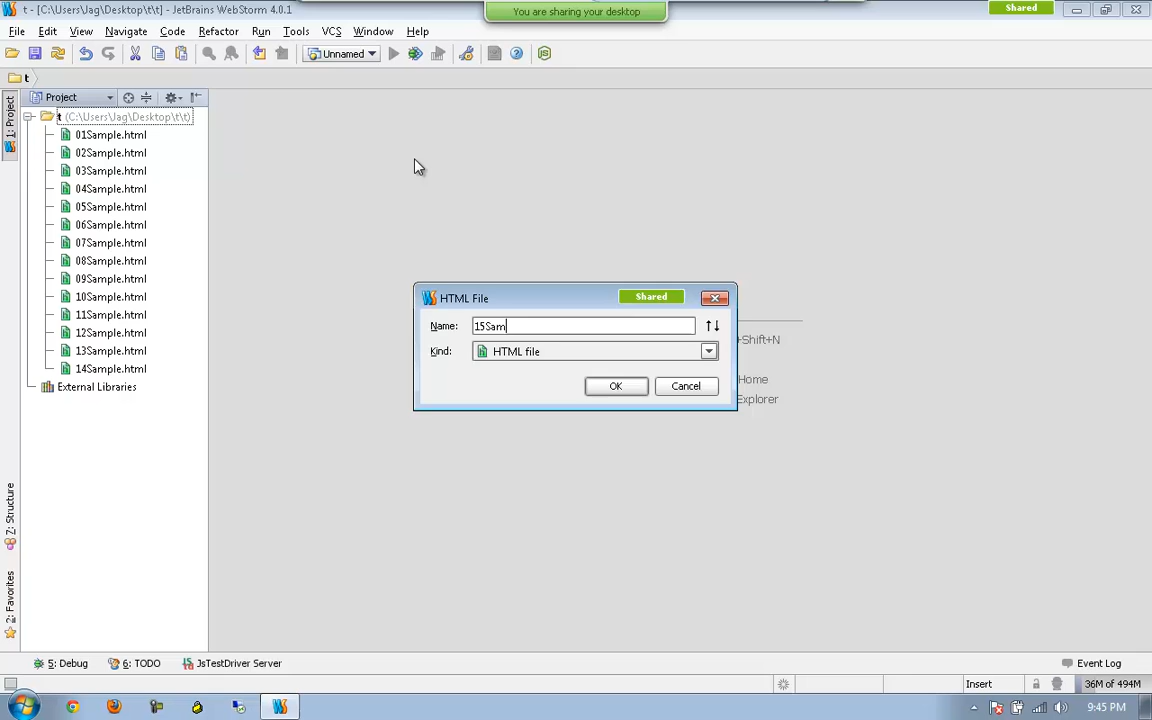 t - [C:\Users\Jag\Desktop\t\t] - JetBrains WebStorm 4.0.1
You are sharing your desktop
Shared
File Edit View Navigate Code Refactor Run Tools VCS Window Help
Unnamed
t
1: Project
Project
t (C:\Users\Jag\Desktop\t\t)
01Sample.html
02Sample.html
03Sample.html
04Sample.html
05Sample.html
06Sample.html
07Sample.html
08Sample.html
09Sample.html
10Sample.html
11Sample.html
12Sample.html
13Sample.html
14Sample.html
External Libraries
HTML File
Shared
Name: 15Sam
Kind: HTML file
OK Cancel
+Shift+N
Home
Explorer
7: Structure
2: Favorites
5: Debug 6: TODO JsTestDriver Server Event Log
Insert 36M of 494M
9:45 PM